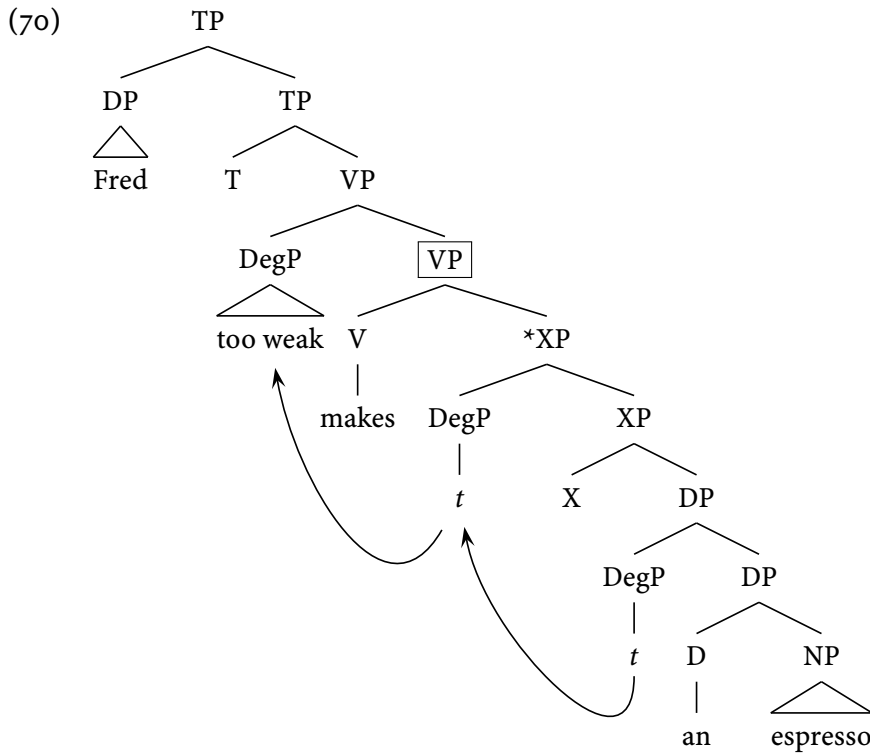 (70) TP
DP TP
Fred T VP
DegP VP
too weak V *XP
makes DegP XP
t X DP
DegP DP
t D NP
an espresso